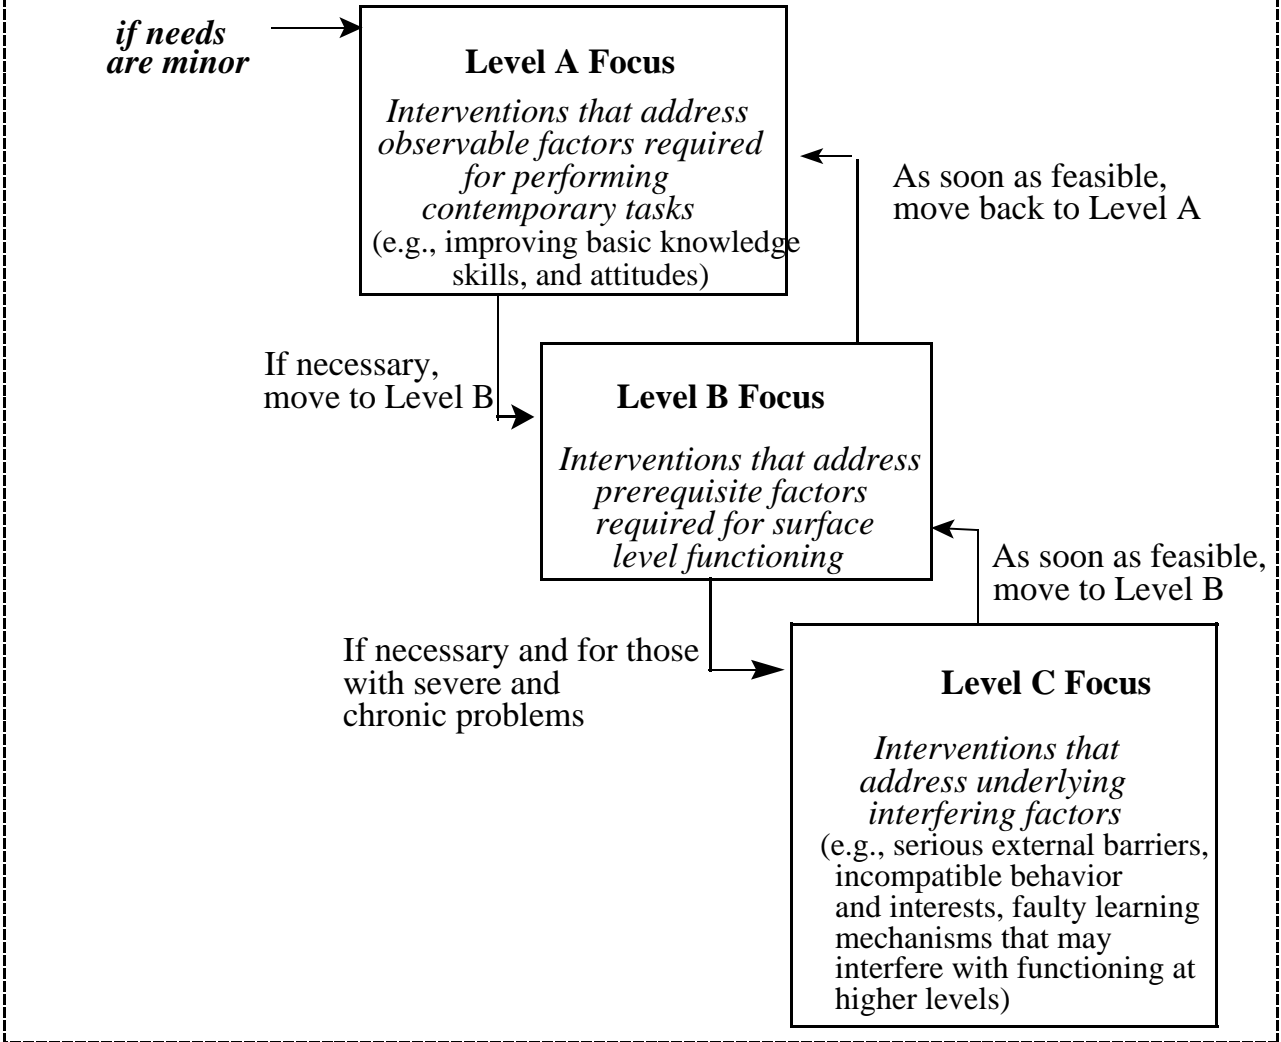 if needs
are minor
Level A Focus
Interventions that address
observable factors required
for performing
contemporary tasks
(e.g., improving basic knowledge
skills, and attitudes)
As soon as feasible,
move back to Level A
If necessary,
move to Level B
Level B Focus
Interventions that address
prerequisite factors
required for surface
level functioning
As soon as feasible,
move to Level B
If necessary and for those
with severe and
chronic problems
Level C Focus
Interventions that
address underlying
interfering factors
(e.g., serious external barriers,
incompatible behavior
and interests, faulty learning
mechanisms that may
interfere with functioning at
higher levels)